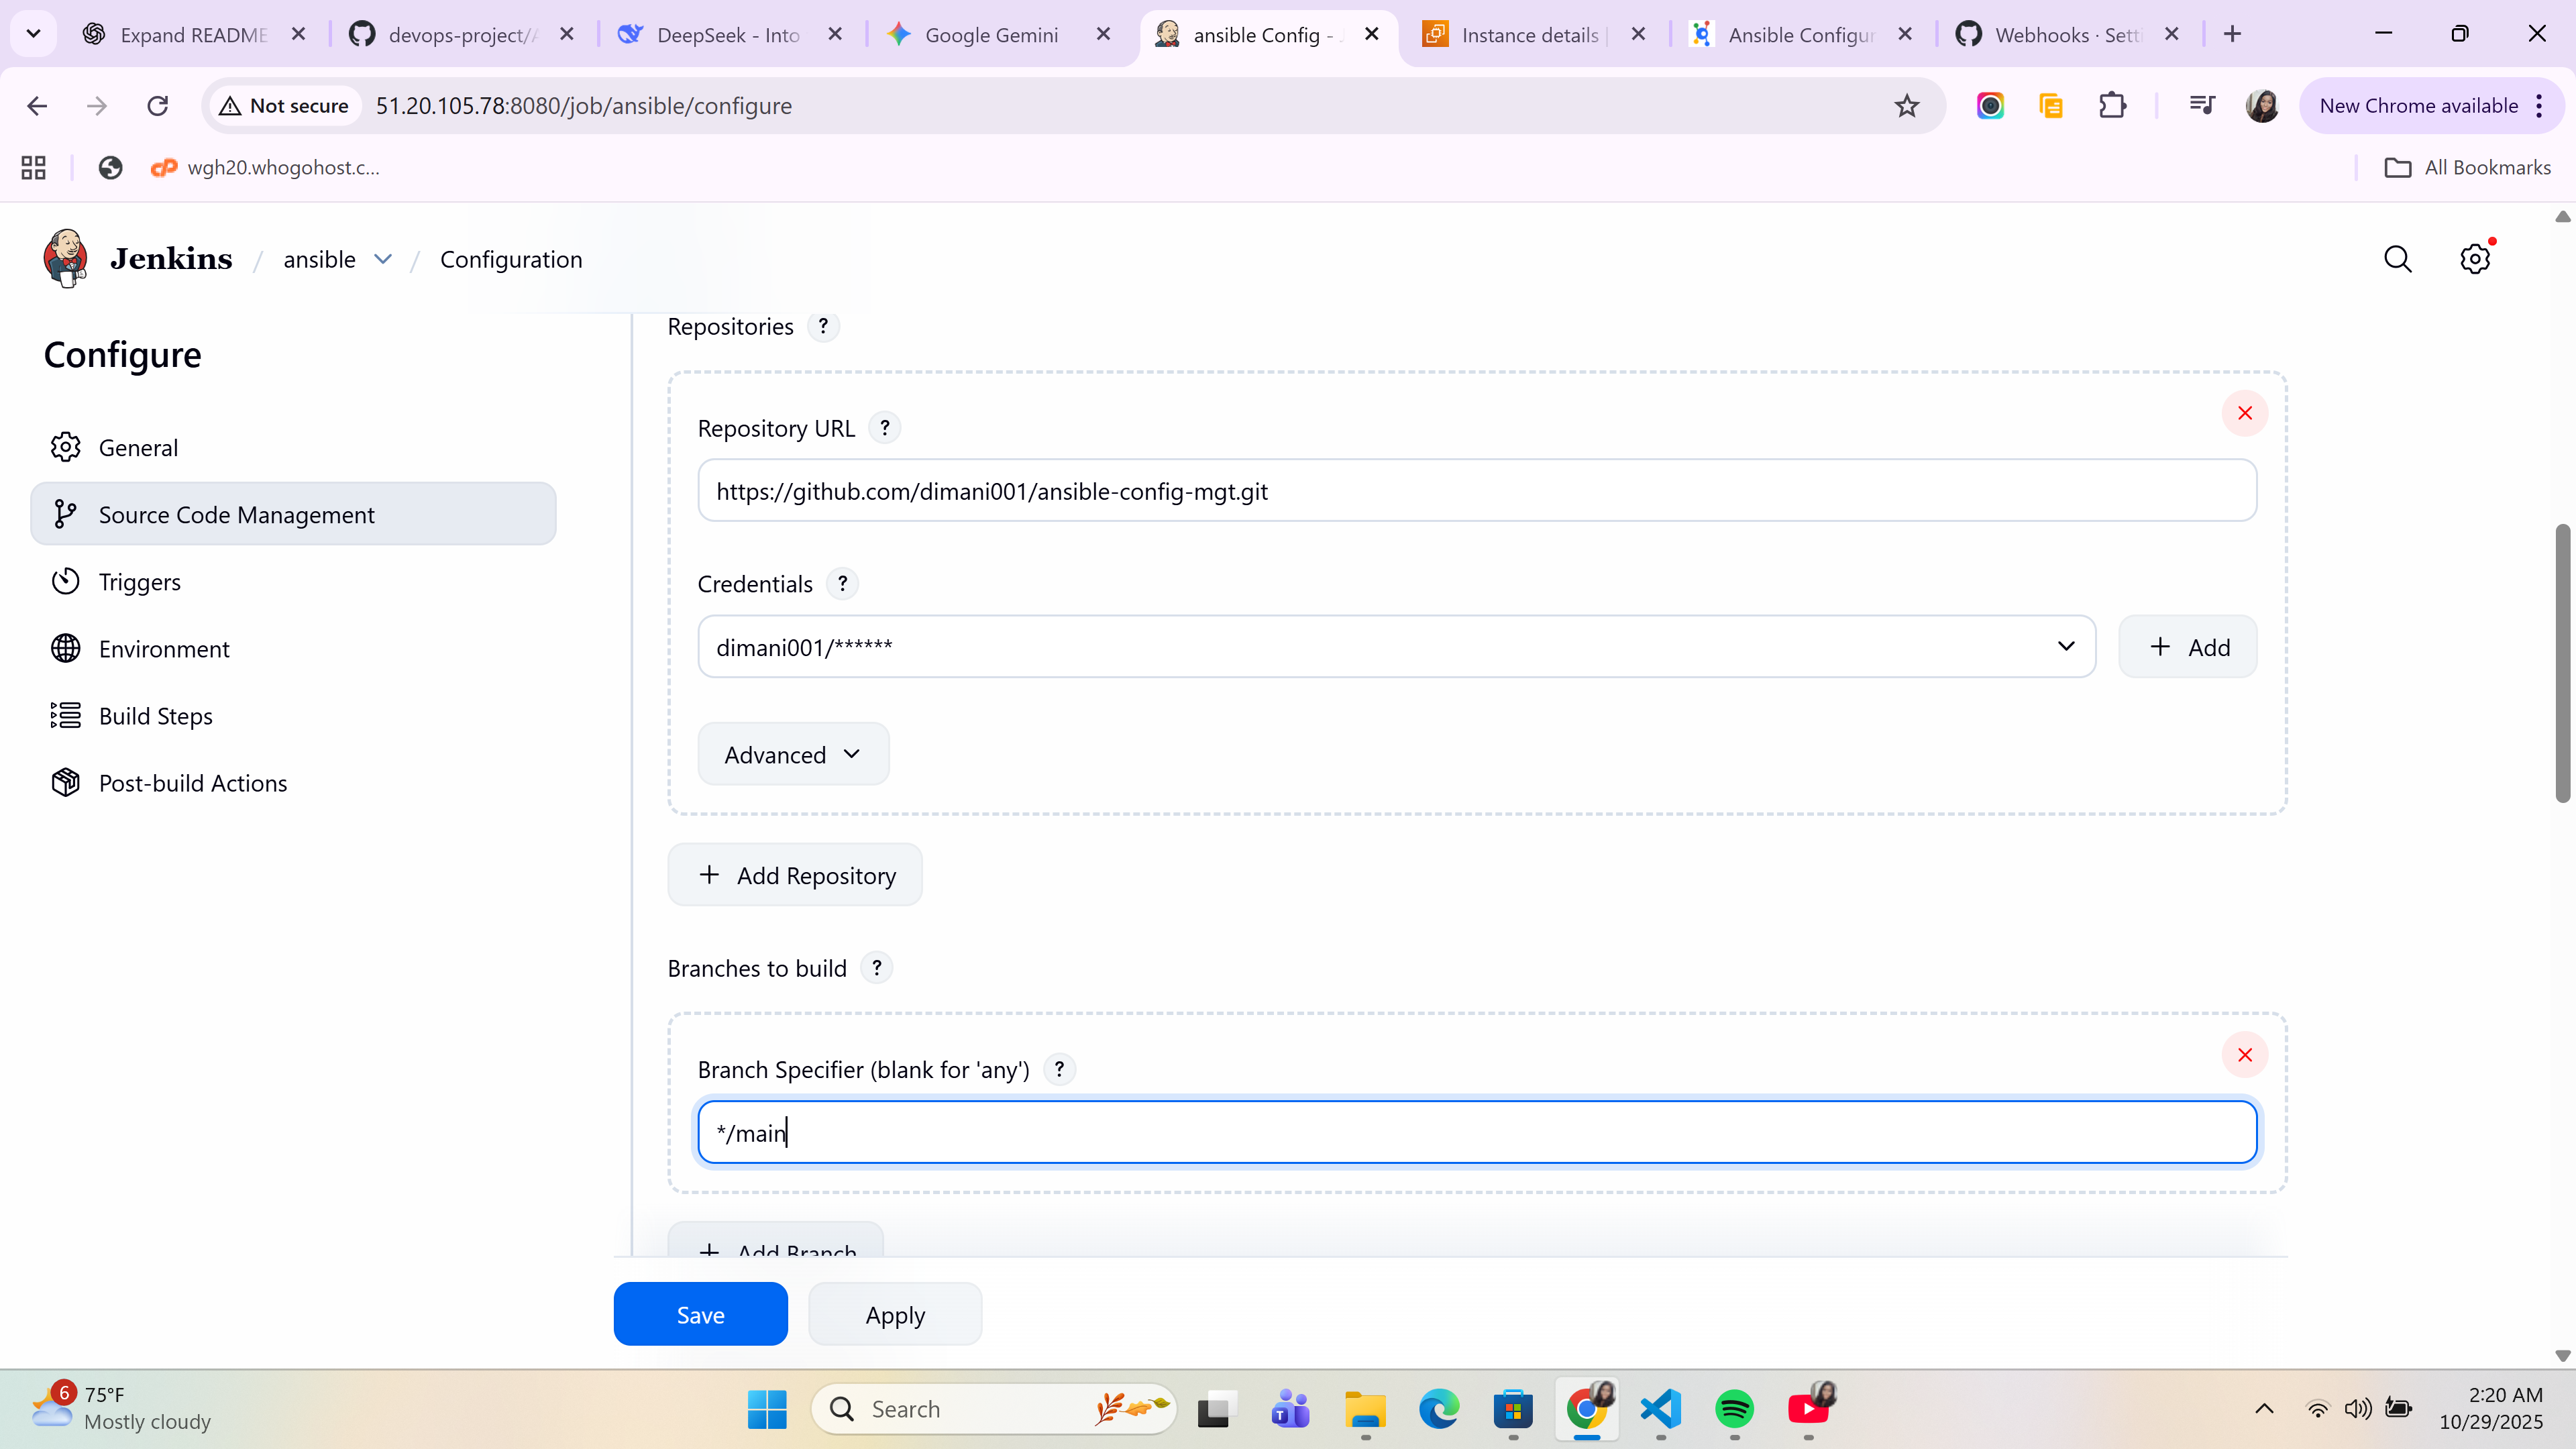 Expand README
devops-project/A
DeepSeek - Into
Google Gemini
ansible Config - J
Instance details |
Ansible Configur
Webhooks · Setti
Not secure
51.20.105.78:8080/job/ansible/configure
New Chrome available
wgh20.whogohost.c...
All Bookmarks
Jenkins / ansible / Configuration
Configure
General
Source Code Management
Triggers
Environment
Build Steps
Post-build Actions
Repositories ?
Repository URL ?
https://github.com/dimani001/ansible-config-mgt.git
Credentials ?
dimani001/******
+ Add
Advanced
+ Add Repository
Branches to build ?
Branch Specifier (blank for 'any') ?
*/main
+ Add Branch
Save
Apply
6
75°F
Mostly cloudy
Search
2:20 AM
10/29/2025